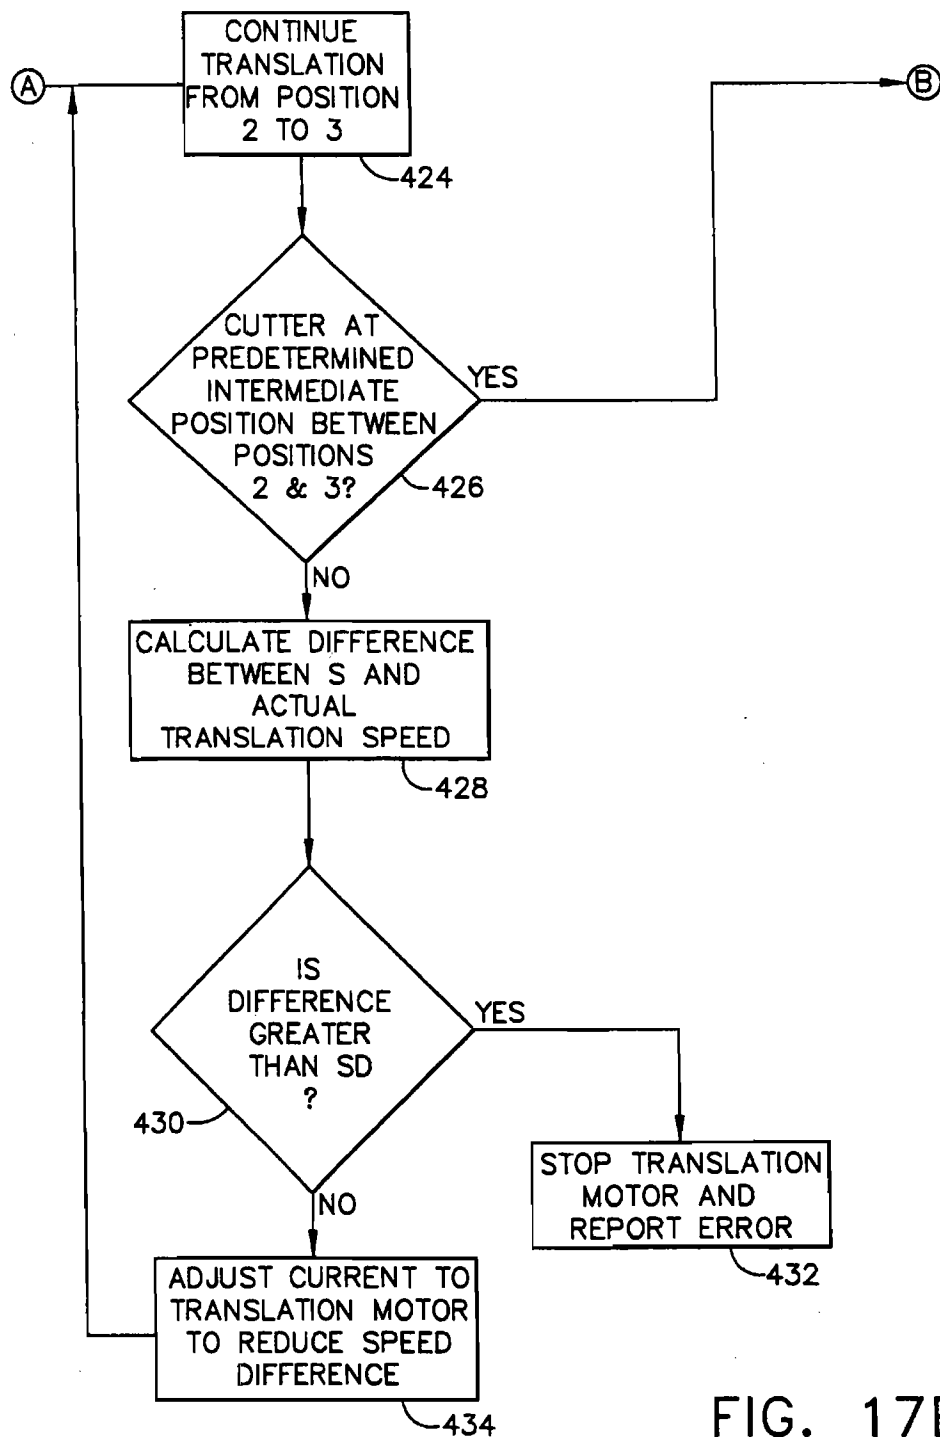 CONTINUE
TRANSLATION
FROM POSITION
2 TO 3
A
B
424
CUTTER AT
PREDETERMINED
INTERMEDIATE
POSITION BETWEEN
POSITIONS
2 & 3?
YES
426
NO
CALCULATE DIFFERENCE
BETWEEN S AND
ACTUAL
TRANSLATION SPEED
428
IS
DIFFERENCE
GREATER
THAN SD
?
YES
430
NO
STOP TRANSLATION
MOTOR AND
REPORT ERROR
432
ADJUST CURRENT TO
TRANSLATION MOTOR
TO REDUCE SPEED
DIFFERENCE
434
FIG.